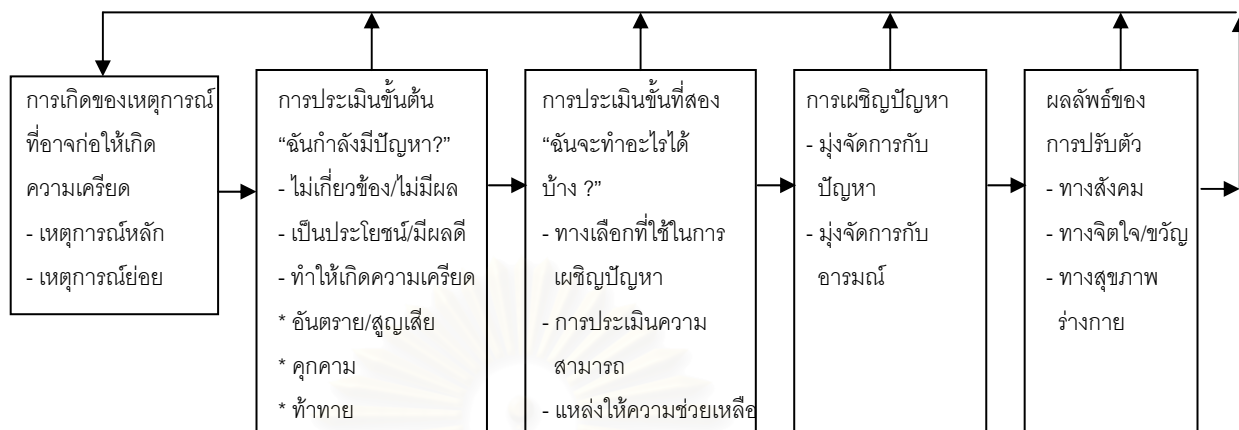 การเกิดของเหตุการณ์
ที่อาจก่อให้เกิด
ความเครียด
- เหตุการณ์หลัก
- เหตุการณ์ย่อย
การประเมินขั้นต้น
“ฉันกำลังมีปัญหา?”
- ไม่เกี่ยวข้อง/ไม่มีผล
- เป็นประโยชน์/มีผลดี
- ทำให้เกิดความเครียด
* อันตราย/สูญเสีย
* คุกคาม
* ท้าทาย
การประเมินขั้นที่สอง
“ฉันจะทำอะไรได้
บ้าง ?”
- ทางเลือกที่ใช้ในการ
เผชิญปัญหา
- การประเมินความ
สามารถ
- แหล่งให้ความช่วยเหลือ
การเผชิญปัญหา
- มุ่งจัดการกับ
ปัญหา
- มุ่งจัดการกับ
อารมณ์
ผลลัพธ์ของ
การปรับตัว
- ทางสังคม
- ทางจิตใจ/ขวัญ
- ทางสุขภาพ
ร่างกาย